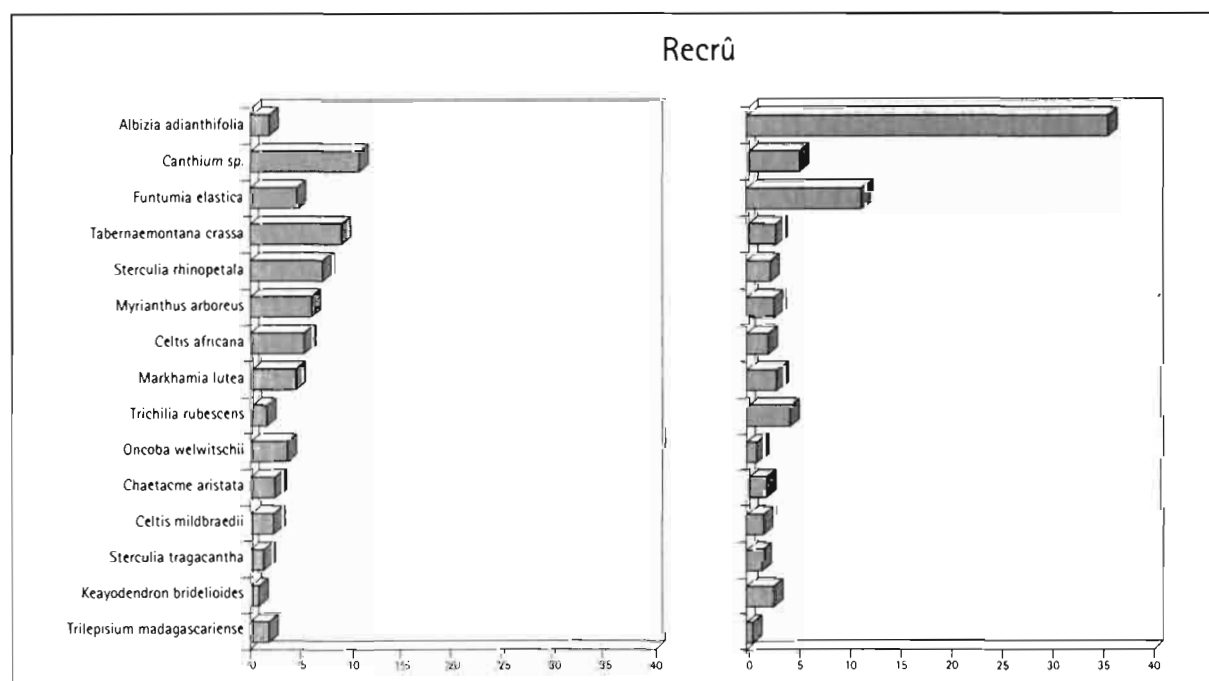 Recrû
Albizia adianthifolia
Canthium sp.
Funtumia elastica
Tabernaemontana crassa
Sterculia rhinopetala
Myrianthus arboreus
Celtis africana
Markhamia lutea
Trichilia rubescens
Oncoba welwitschii
Chaetacme aristata
Celtis mildbraedii
Sterculia tragacantha
Keayodendron bridelioides
Trilepisium madagascariense
0 5 10 15 20 25 30 35 40
0 5 10 15 20 25 30 35 40